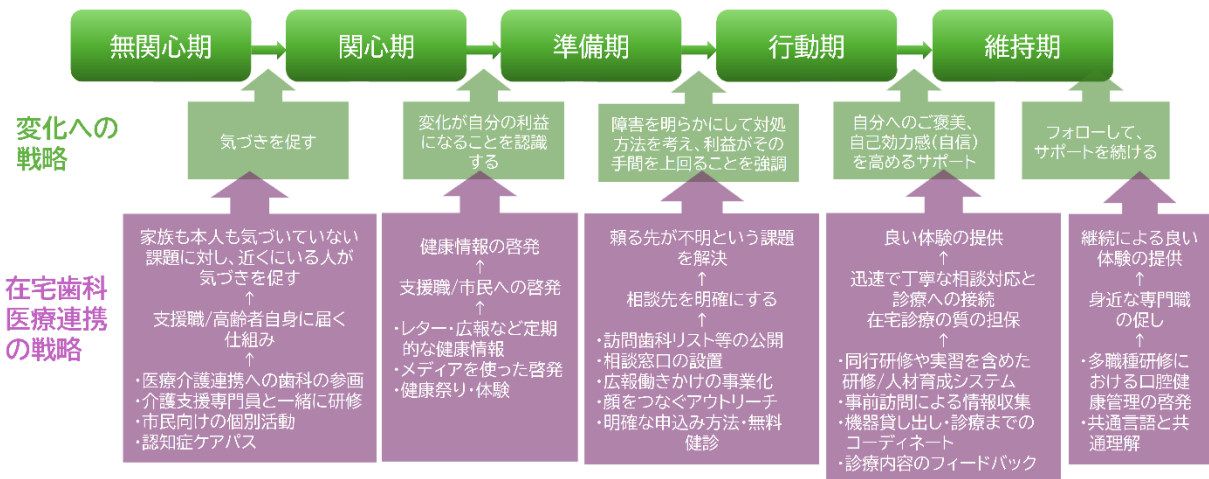 無関心期
関心期
準備期
行動期
維持期
変化への
戦略
気づきを促す
変化が自分の利益
になることを認識
する
障害を明らかにして対処
方法を考え、利益がその
手間を上回ることを強調
自分へのご褒美、
自己効力感(自信)
を高めるサポート
フォローして、
サポートを続ける
在宅歯科
医療連携
の戦略
家族も本人も気づいていない
課題に対し、近くにいる人が
気づきを促す
↑
支援職/高齢者自身に届く
仕組み
↑
・医療介護連携への歯科の参画
・介護支援専門員と一緒に研修
・市民向けの個別活動
・認知症ケアパス
健康情報の啓発
↑
支援職/市民への啓発
↑
・レター・広報など定期
的な健康情報
・メディアを使った啓発
・健康祭り・体験
頼る先が不明という課題
を解決
↑
相談先を明確にする
↑
・訪問歯科リスト等の公開
・相談窓口の設置
・広報働きかけの事業化
・顔をつなぐアウトリーチ
・明確な申込み方法・無料
健診
良い体験の提供
↑
迅速で丁寧な相談対応と
診療への接続
在宅診療の質の担保
↑
・同行研修や実習を含めた
研修/人材育成システム
・事前訪問による情報収集
・機器貸し出し・診療までの
コーディネート
・診療内容のフィードバック
継続による良い
体験の提供
↑
身近な専門職
の促し
↑
・多職種研修に
おける口腔健
康管理の啓発
・共通言語と共
通理解